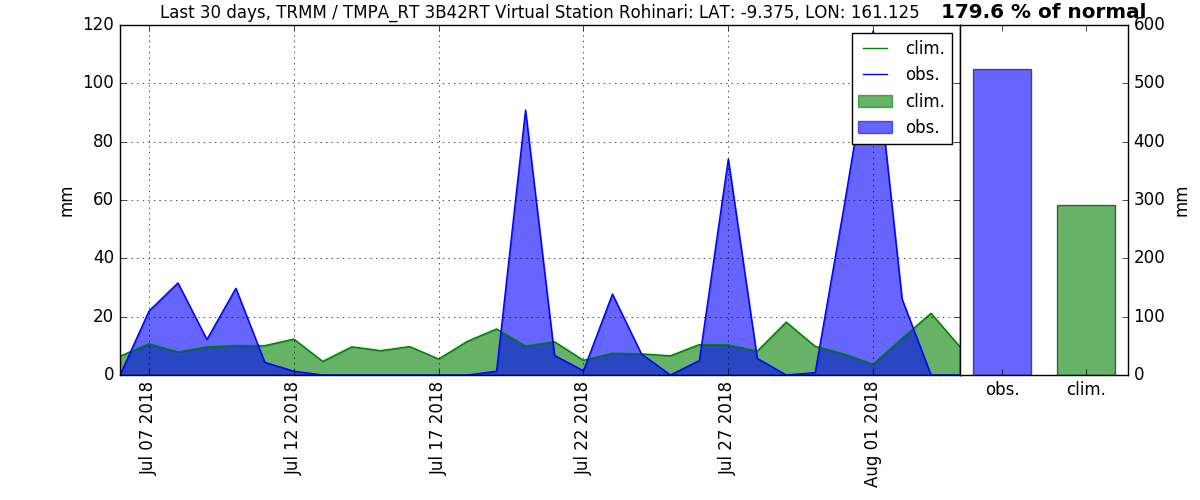 Last 30 days, TRMM / TMPA_RT 3B42RT Virtual Station Rohinari: LAT: -9.375, LON: 161.125
179.6 % of normal
120
100
80
60
40
20
0
mm
Jul 07 2018
Jul 12 2018
Jul 17 2018
Jul 22 2018
Jul 27 2018
Aug 01 2018
clim.
obs.
clim.
obs.
600
500
400
300
200
100
0
mm
obs.
clim.